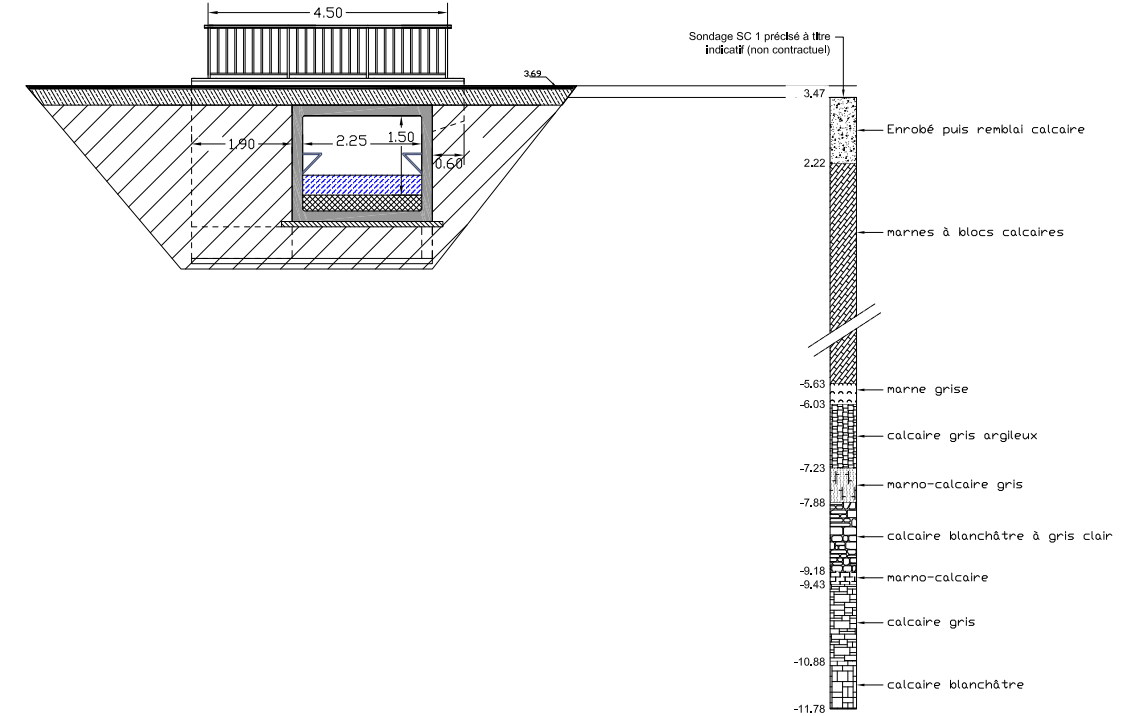 4.50
Sondage SC 1 précisé à titre
indicatif (non contractuel)
3.69
3.47
Enrobé puis remblai calcaire
1.90
2.25
1.50
0.60
2.22
marnes à blocs calcaires
-5.63
marne grise
-6.03
calcaire gris argileux
-7.23
marno-calcaire gris
-7.88
calcaire blanchâtre à gris clair
-9.18
marno-calcaire
-9.43
calcaire gris
-10.88
calcaire blanchâtre
-11.78